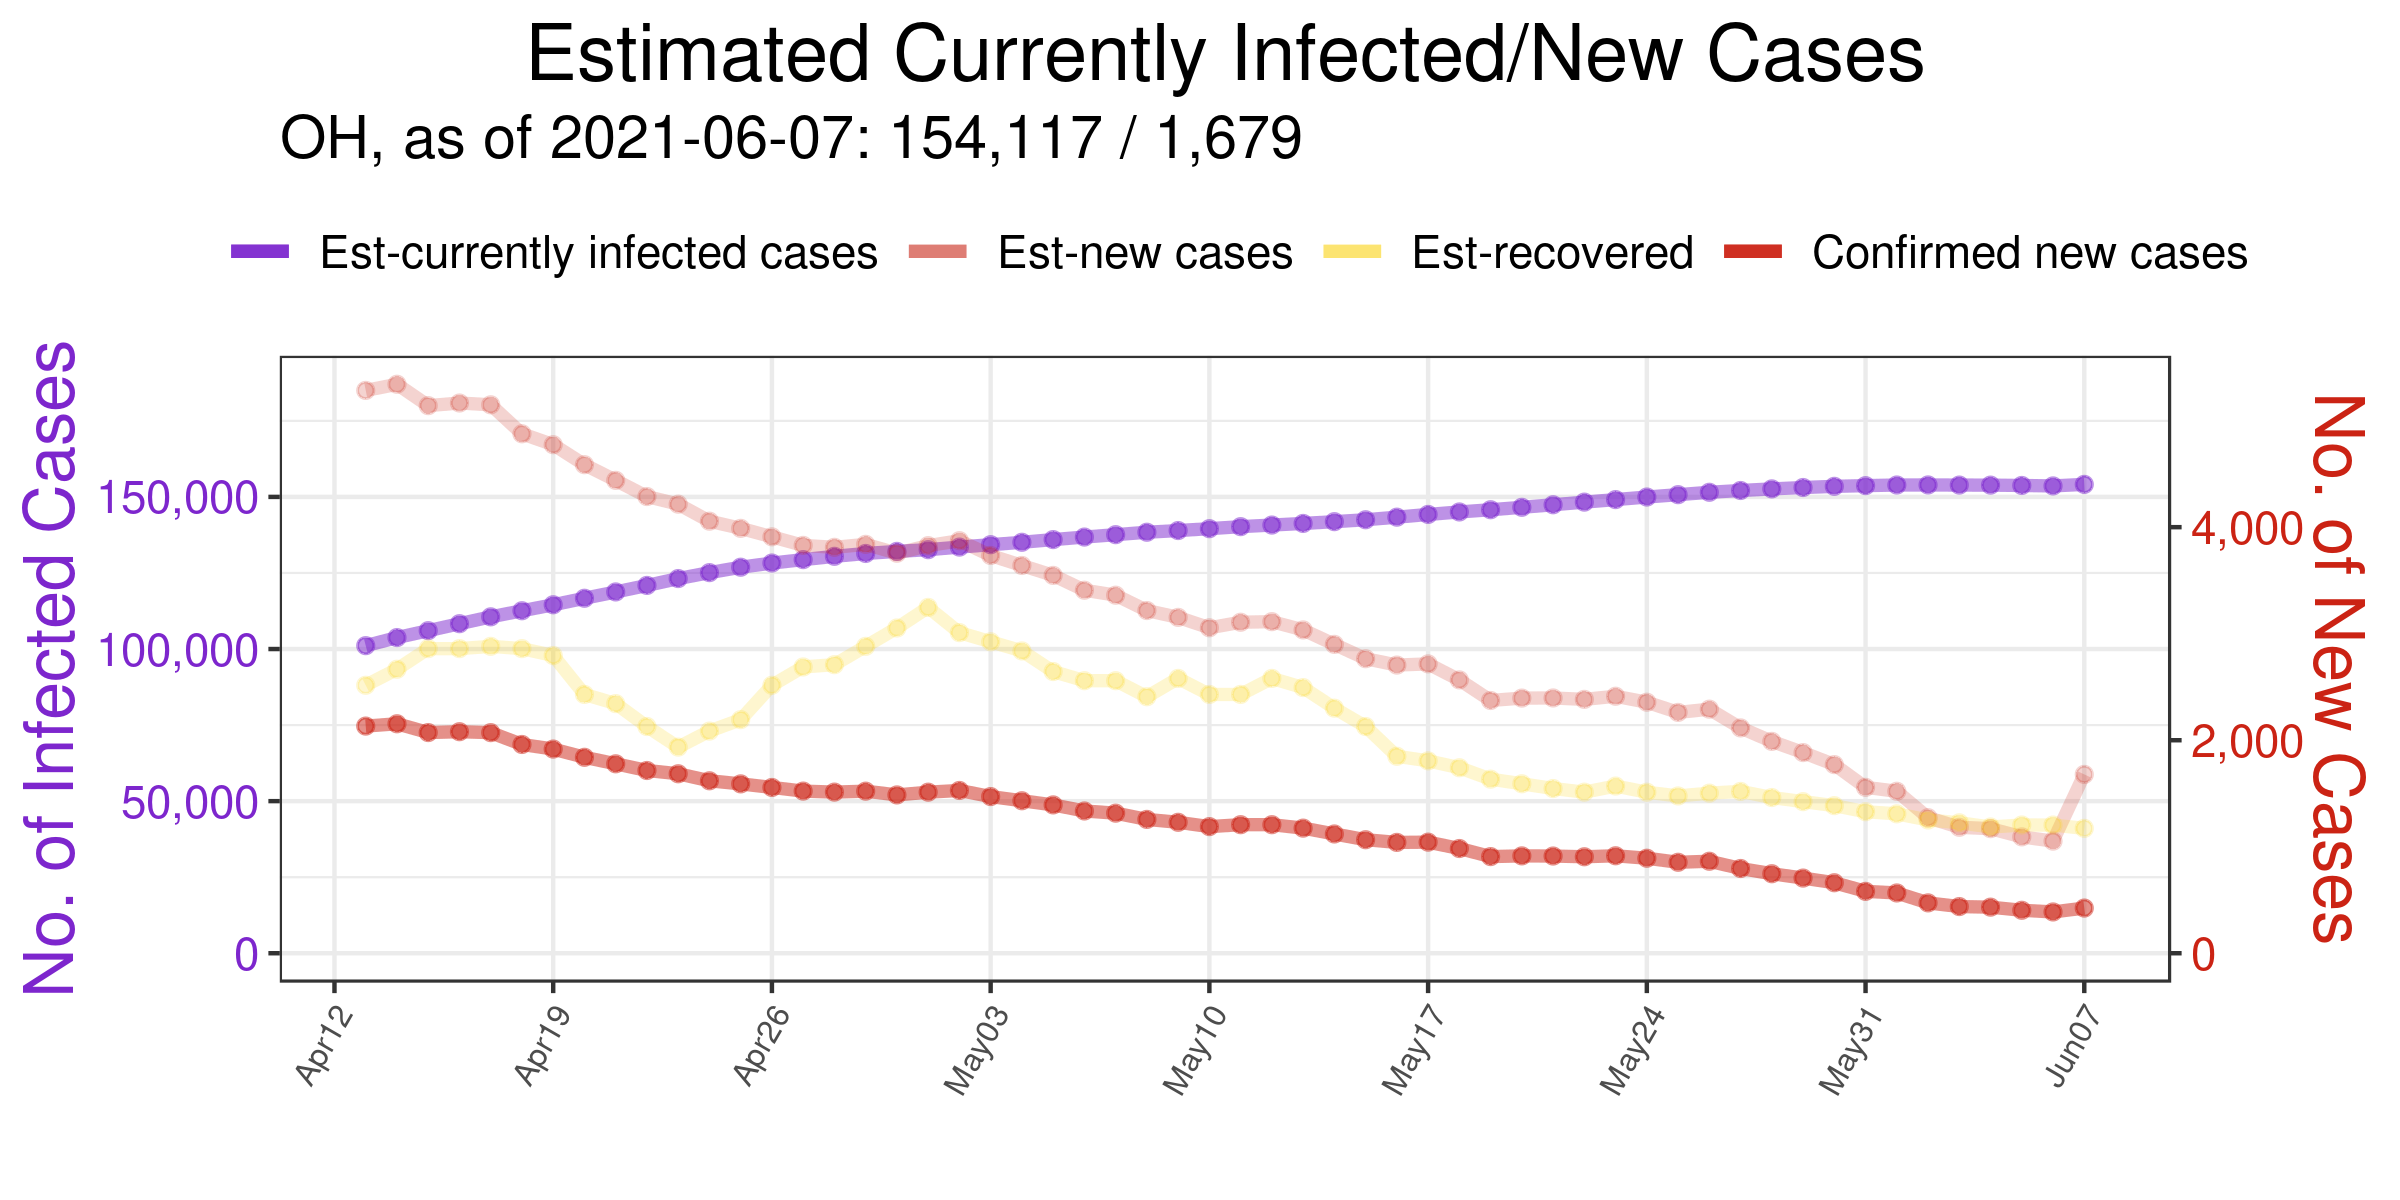 Estimated Currently Infected/New Cases
OH, as of 2021-06-07: 154,117 / 1,679
Est-currently infected cases
Est-new cases
Est-recovered
Confirmed new cases
No. of Infected Cases
150,000
100,000
50,000
0
4,000
2,000
0
No. of New Cases
Apr12
Apr19
Apr26
May03
May10
May17
May24
May31
Jun07